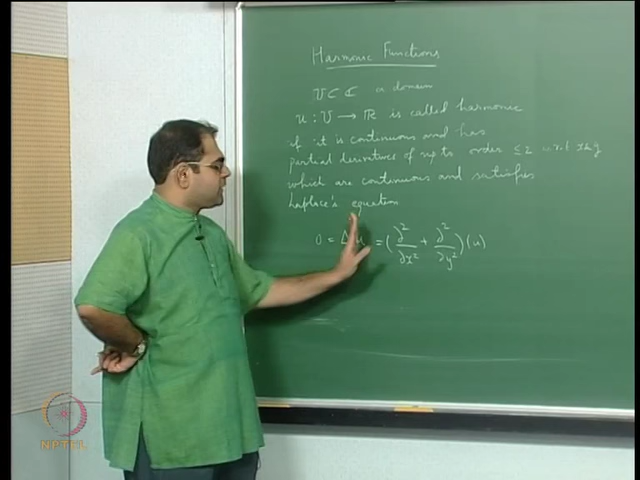 Harmonic Functions
U ⊂ ℂ a domain
u : U → ℝ is called harmonic
if it is continuous and has
partial derivatives of up to order ≤ 2 w.r.t x & y
which are continuous and satisfies
Laplace's equation
0 = Δu = (∂²/∂x² + ∂²/∂y²)(u)
NPTEL